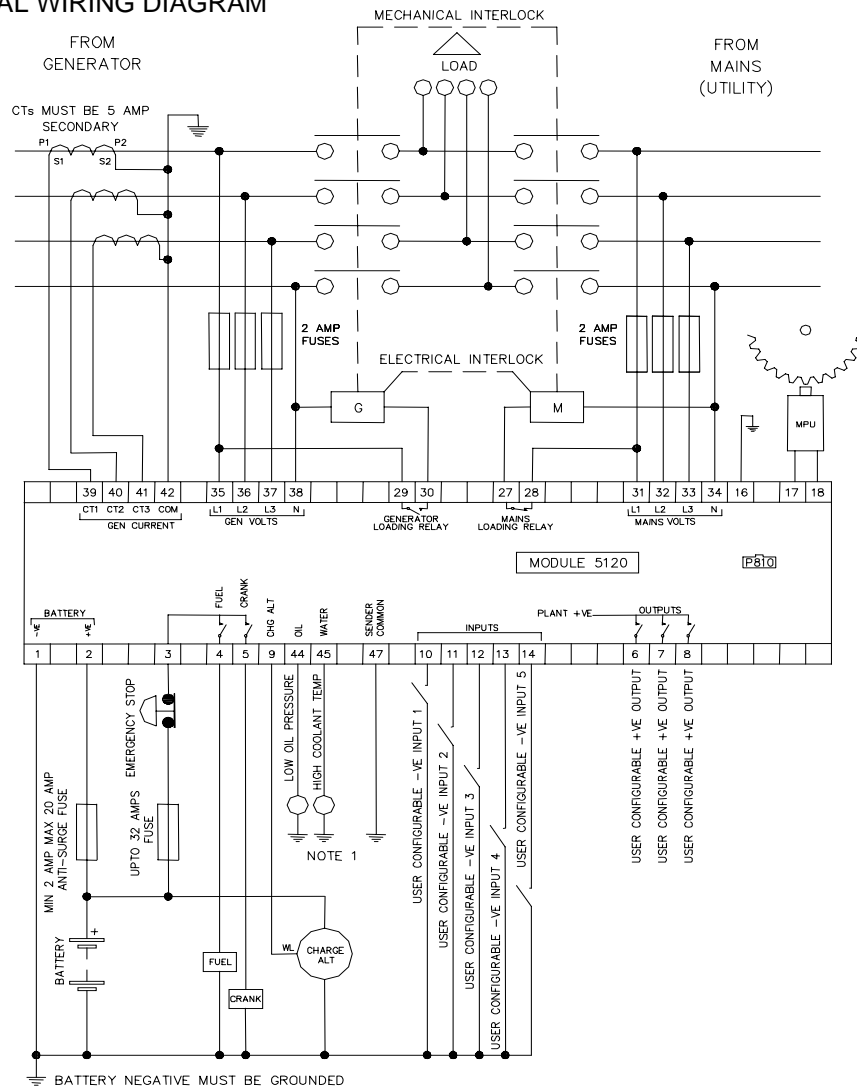 AL WIRING DIAGRAM
MECHANICAL INTERLOCK
FROM
GENERATOR
LOAD
FROM
MAINS
(UTILITY)
CTs MUST BE 5 AMP
SECONDARY
P1
P2
S1
S2
2 AMP
FUSES
2 AMP
FUSES
ELECTRICAL INTERLOCK
G
M
MPU
39 40 41 42 35 36 37 38 29 30 27 28 31 32 33 34 16 17 18
CT1 CT2 CT3 COM
GEN CURRENT
L1 L2 L3 N
GEN VOLTS
GENERATOR
LOADING RELAY
MAINS
LOADING RELAY
L1 L2 L3 N
MAINS VOLTS
MODULE 5120
P810
BATTERY
-VE
+VE
FUEL
CRANK
CHG ALT
OIL
WATER
SENDER
COMMON
INPUTS
PLANT +VE
OUTPUTS
1 2 3 4 5 9 44 45 47 10 11 12 13 14 6 7 8
MIN 2 AMP MAX 20 AMP
ANTI-SURGE FUSE
EMERGENCY STOP
UPTO 32 AMPS
FUSE
LOW OIL PRESSURE
HIGH COOLANT TEMP
NOTE 1
USER CONFIGURABLE -VE INPUT 1
USER CONFIGURABLE -VE INPUT 2
USER CONFIGURABLE -VE INPUT 3
USER CONFIGURABLE -VE INPUT 4
USER CONFIGURABLE -VE INPUT 5
USER CONFIGURABLE +VE OUTPUT
USER CONFIGURABLE +VE OUTPUT
USER CONFIGURABLE +VE OUTPUT
BATTERY
+
FUEL
CRANK
WL
CHARGE
ALT
BATTERY NEGATIVE MUST BE GROUNDED